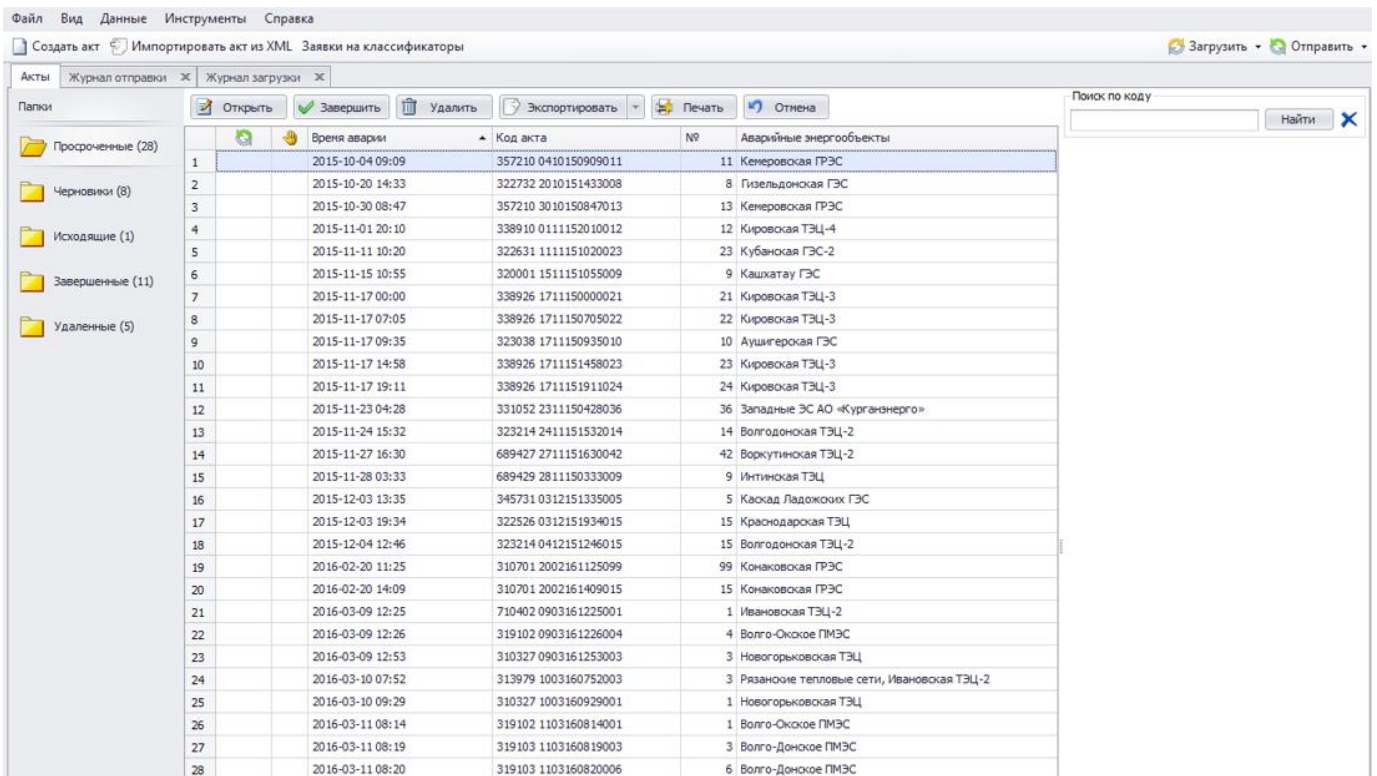 Файл Вид Данные Инструменты Справка
Создать акт Импортировать акт из XML Заявки на классификаторы Загрузить Отправить
Акты Журнал отправки Журнал загрузки
Папки
Просроченные (28)
Черновики (8)
Исходящие (1)
Завершенные (11)
Удаленные (5)
Открыть Завершить Удалить Экспортировать Печать Отмена
Время аварии Код акта № Аварийные энергообъекты
1 2015-10-04 09:09 357210 0410150909011 11 Кемеровская ГРЭС
2 2015-10-20 14:33 322732 2010151433008 8 Гизельдонская ГЭС
3 2015-10-30 08:47 357210 3010150847013 13 Кемеровская ГРЭС
4 2015-11-01 20:10 338910 0111152010012 12 Кировская ТЭЦ-4
5 2015-11-11 10:20 322631 1111151020023 23 Кубанская ГЭС-2
6 2015-11-15 10:55 320001 1511151055009 9 Кашхатау ГЭС
7 2015-11-17 00:00 338926 1711150000021 21 Кировская ТЭЦ-3
8 2015-11-17 07:05 338926 1711150705022 22 Кировская ТЭЦ-3
9 2015-11-17 09:35 323038 1711150935010 10 Аушигерская ГЭС
10 2015-11-17 14:58 338926 1711151458023 23 Кировская ТЭЦ-3
11 2015-11-17 19:11 338926 1711151911024 24 Кировская ТЭЦ-3
12 2015-11-23 04:28 331052 2311150428036 36 Западные ЭС АО «Курганэнерго»
13 2015-11-24 15:32 323214 2411151532014 14 Волгодонская ТЭЦ-2
14 2015-11-27 16:30 689427 2711151630042 42 Воркутинская ТЭЦ-2
15 2015-11-28 03:33 689429 2811150333009 9 Интинская ТЭЦ
16 2015-12-03 13:35 345731 0312151335005 5 Каскад Ладожских ГЭС
17 2015-12-03 19:34 322526 0312151934015 15 Краснодарская ТЭЦ
18 2015-12-04 12:46 323214 0412151246015 15 Волгодонская ТЭЦ-2
19 2016-02-20 11:25 310701 2002161125099 99 Конаковская ГРЭС
20 2016-02-20 14:09 310701 2002161409015 15 Конаковская ГРЭС
21 2016-03-09 12:25 710402 0903161225001 1 Ивановская ТЭЦ-2
22 2016-03-09 12:26 319102 0903161226004 4 Волго-Окское ПМЭС
23 2016-03-09 12:53 310327 0903161253003 3 Новогорьковская ТЭЦ
24 2016-03-10 07:52 313979 1003160752003 3 Рязанские тепловые сети, Ивановская ТЭЦ-2
25 2016-03-10 09:29 310327 1003160929001 1 Новогорьковская ТЭЦ
26 2016-03-11 08:14 319102 1103160814001 1 Волго-Окское ПМЭС
27 2016-03-11 08:19 319103 1103160819003 3 Волго-Донское ПМЭС
28 2016-03-11 08:20 319103 1103160820006 6 Волго-Донское ПМЭС
Поиск по коду
Найти